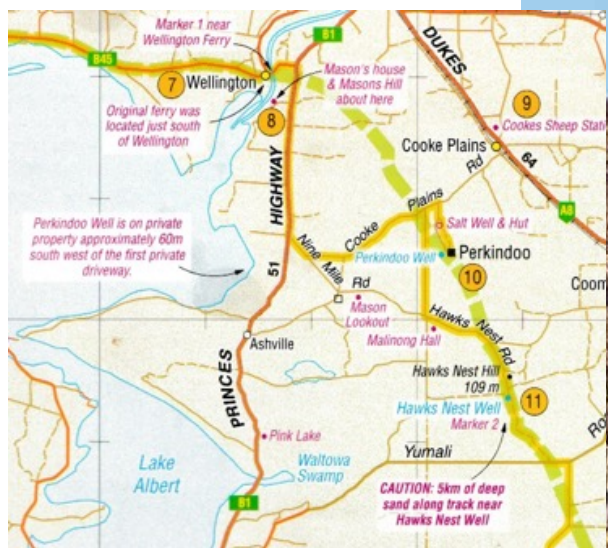 Marker 1 near
Wellington Ferry
B1
B45
7
Wellington
Mason's house
& Masons Hill
about here
8
Original ferry was
located just south
of Wellington
DUKES
9
Cookes Sheep Stati
Cooke Plains
64
A8
HIGHWAY
51
Cooke Plains Rd
Salt Well & Hut
Perkindoo Well is on private
property approximately 60m
south west of the first private
driveway.
Perkindoo Well
Perkindoo
10
Nine Mile Rd
Coom
Mason
Lookout
Hawks Nest Rd
Malinong Hall
Ashville
PRINCES
Hawks Nest Hill
109 m
11
Hawks Nest Well
Marker 2
Pink Lake
Yumali
Ro
Lake
Albert
Waltowa
Swamp
CAUTION: 5km of deep
sand along track near
Hawks Nest Well
B1